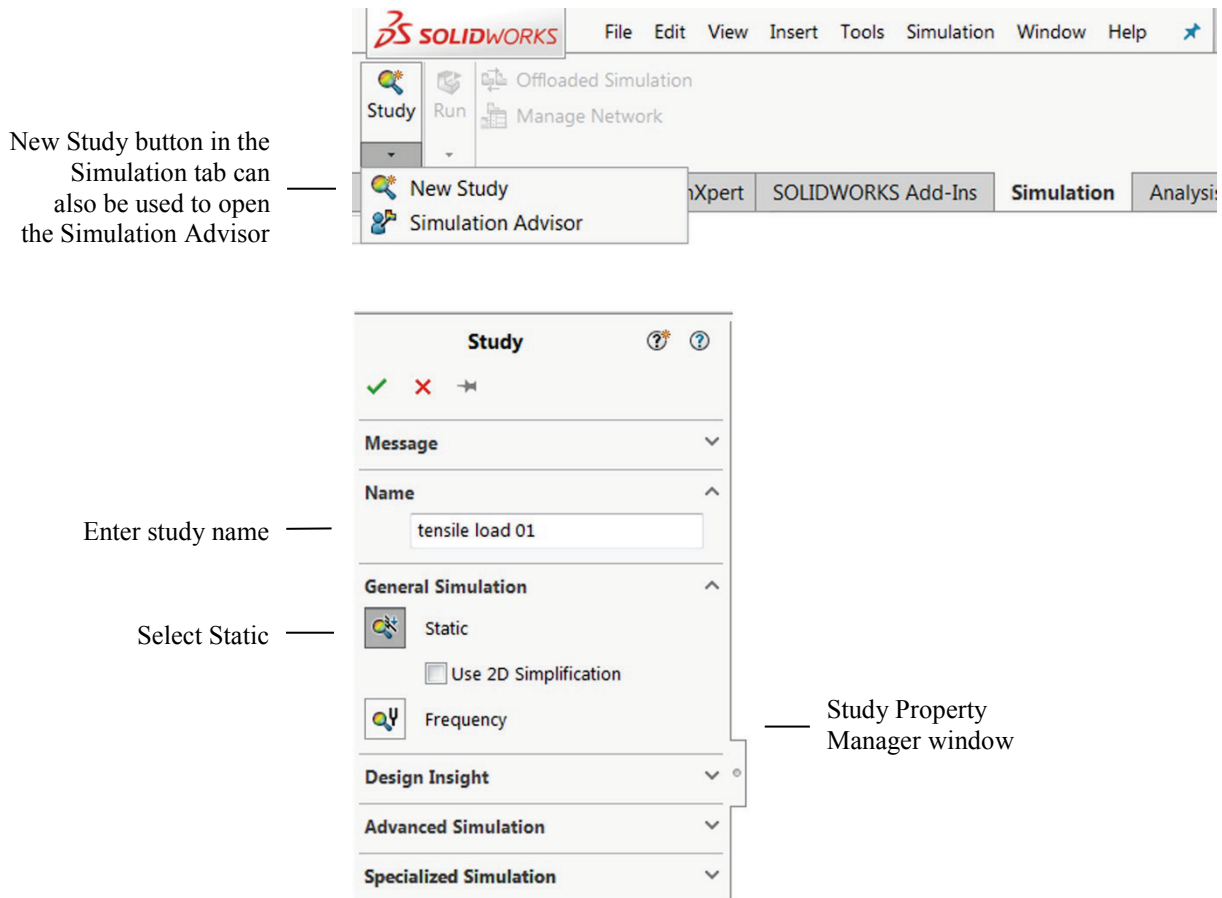 SOLIDWORKS File Edit View Insert Tools Simulation Window Help
Study Run Offloaded Simulation
Manage Network
New Study button in the
Simulation tab can
also be used to open
the Simulation Advisor
New Study
Simulation Advisor
nXpert SOLIDWORKS Add-Ins Simulation Analysis
Study
Message
Name
Enter study name
tensile load 01
General Simulation
Select Static
Static
Use 2D Simplification
Frequency
Study Property
Manager window
Design Insight
Advanced Simulation
Specialized Simulation